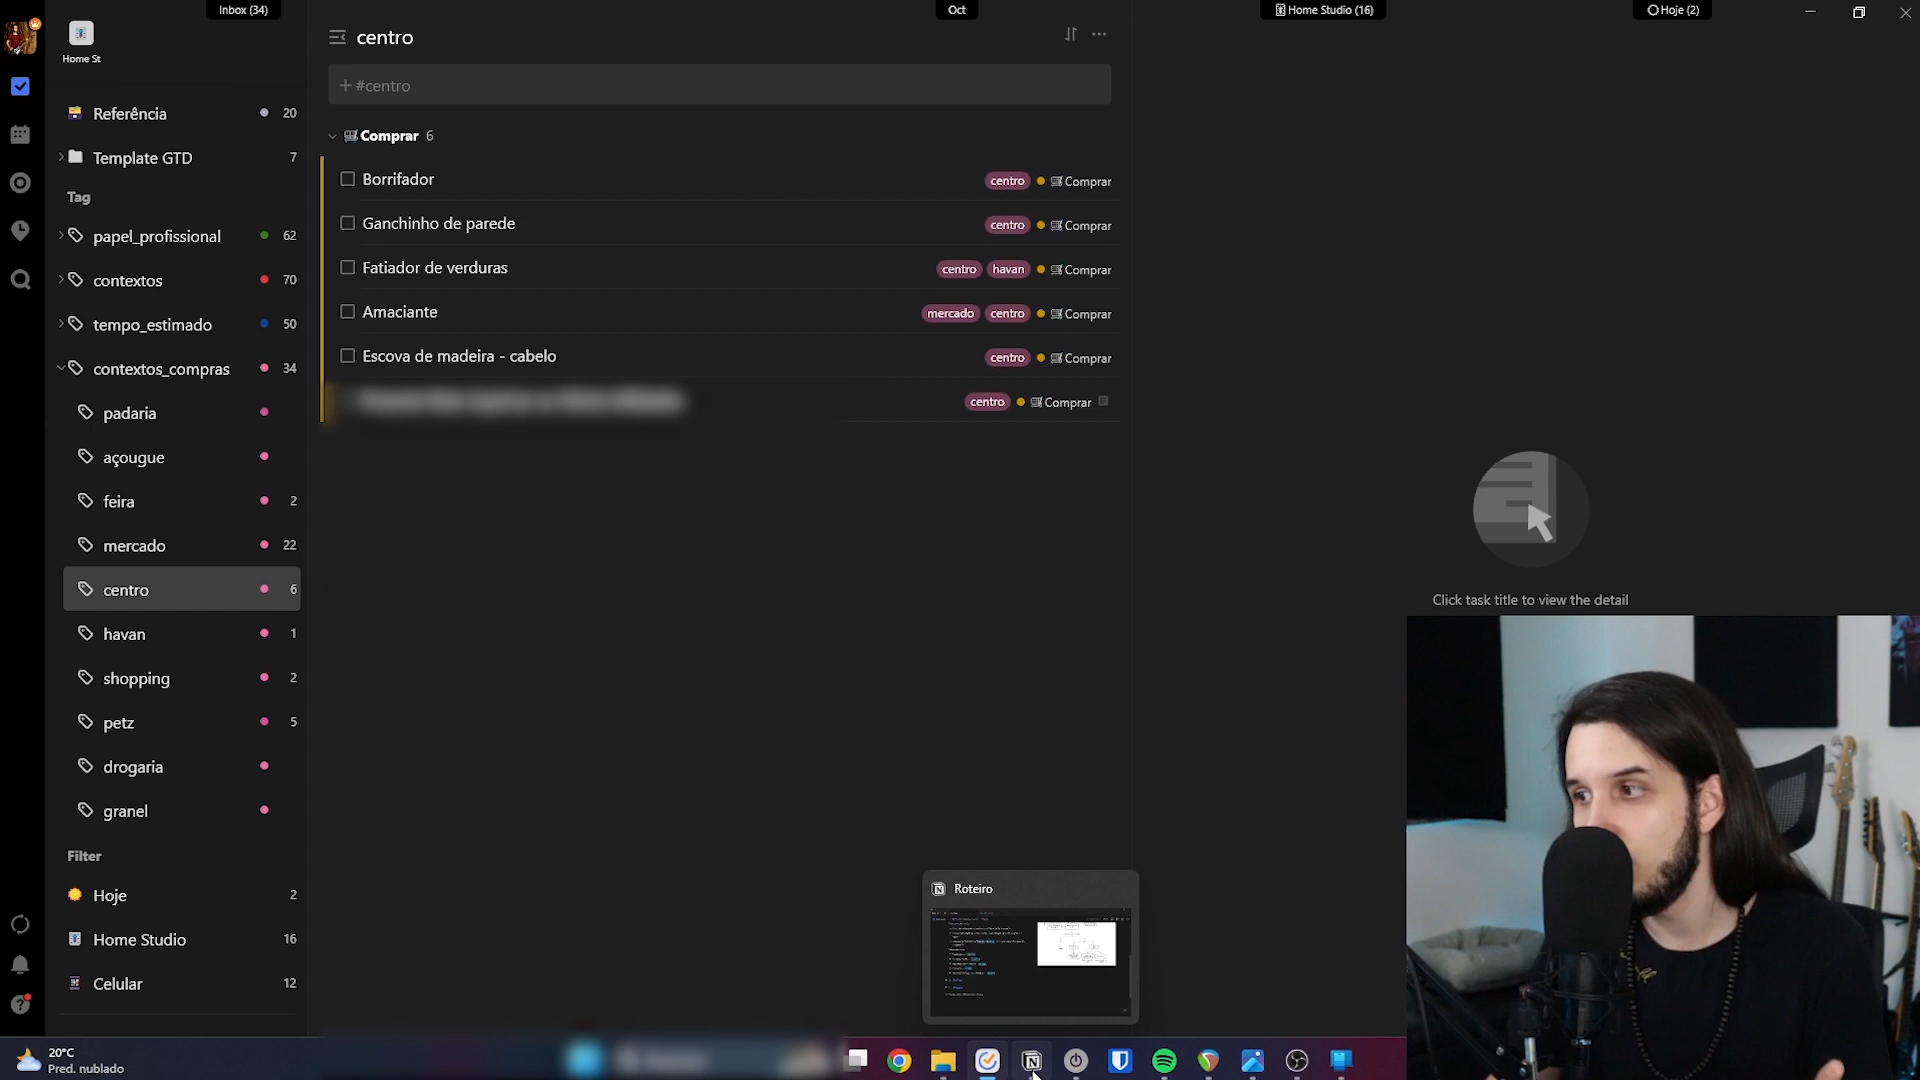 Inbox (34)
Oct
Home Studio (16)
Hoje (2)
Home St
centro
+ #centro
Referência 20
Template GTD 7
Tag
papel_profissional 62
contextos 70
tempo_estimado 50
contextos_compras 34
padaria
açougue
feira 2
mercado 22
centro 6
havan 1
shopping 2
petz 5
drogaria
granel
Filter
Hoje 2
Home Studio 16
Celular 12
Comprar 6
Borrifador centro Comprar
Ganchinho de parede centro Comprar
Fatiador de verduras centro havan Comprar
Amaciante mercado centro Comprar
Escova de madeira - cabelo centro Comprar
centro Comprar
Click task title to view the detail
Roteiro
20°C
Pred. nublado